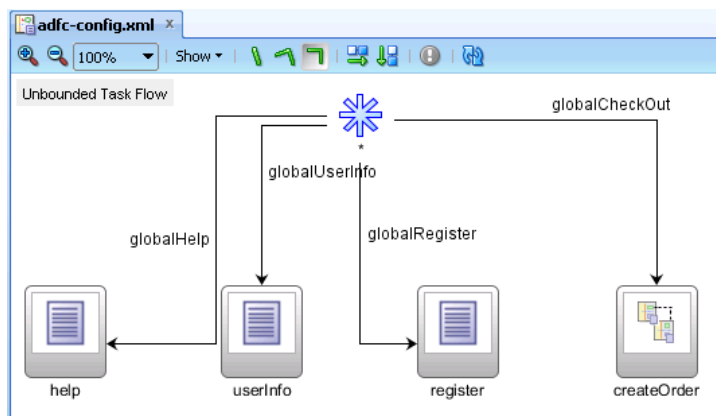 adfc-config.xml ×
100% Show
Unbounded Task Flow
globalCheckOut
*
globalUserInfo
globalHelp
globalRegister
help userInfo register createOrder